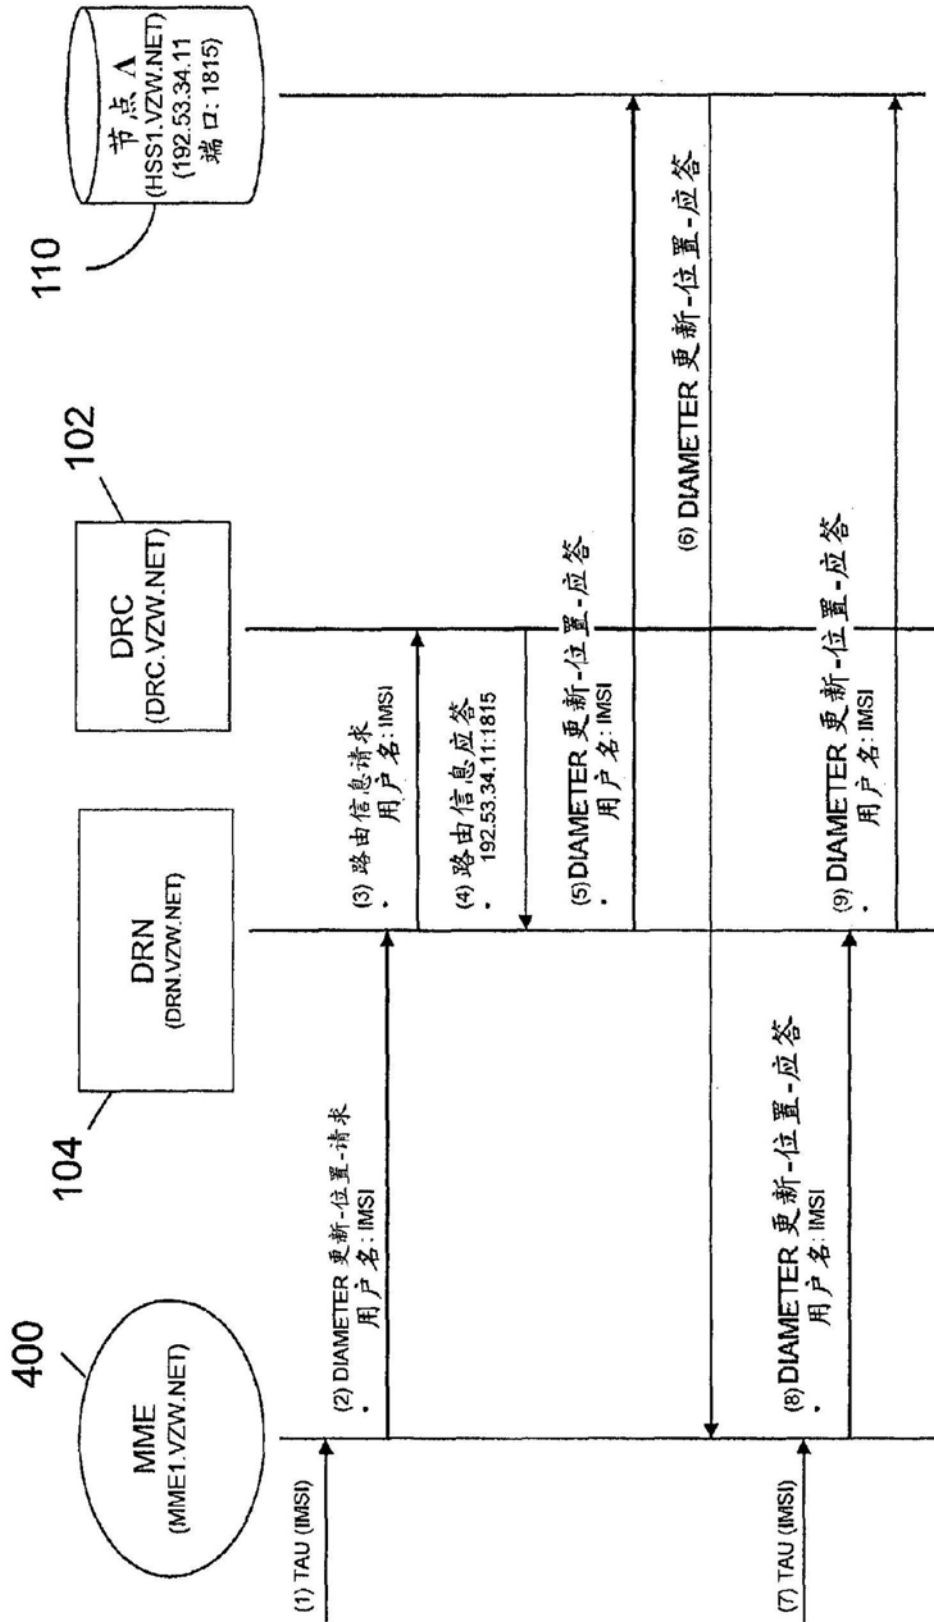 400
MME
(MME1.VZW.NET)
104
DRN
(DRN.VZW.NET)
102
DRC
(DRC.VZW.NET)
110
节点 A
(HSS1.VZW.NET)
(192.53.34.11
端口: 1815)
(1) TAU (IMSI)
(2) DIAMETER 更新-位置-请求
• 用户名: IMSI
(3) 路由信息请求
• 用户名: IMSI
(4) 路由信息应答
• 192.53.34.11:1815
(5) DIAMETER 更新-位置-应答
• 用户名: IMSI
(6) DIAMETER 更新-位置-应答
(7) TAU (IMSI)
(8) DIAMETER 更新-位置-应答
• 用户名: IMSI
(9) DIAMETER 更新-位置-应答
• 用户名: IMSI